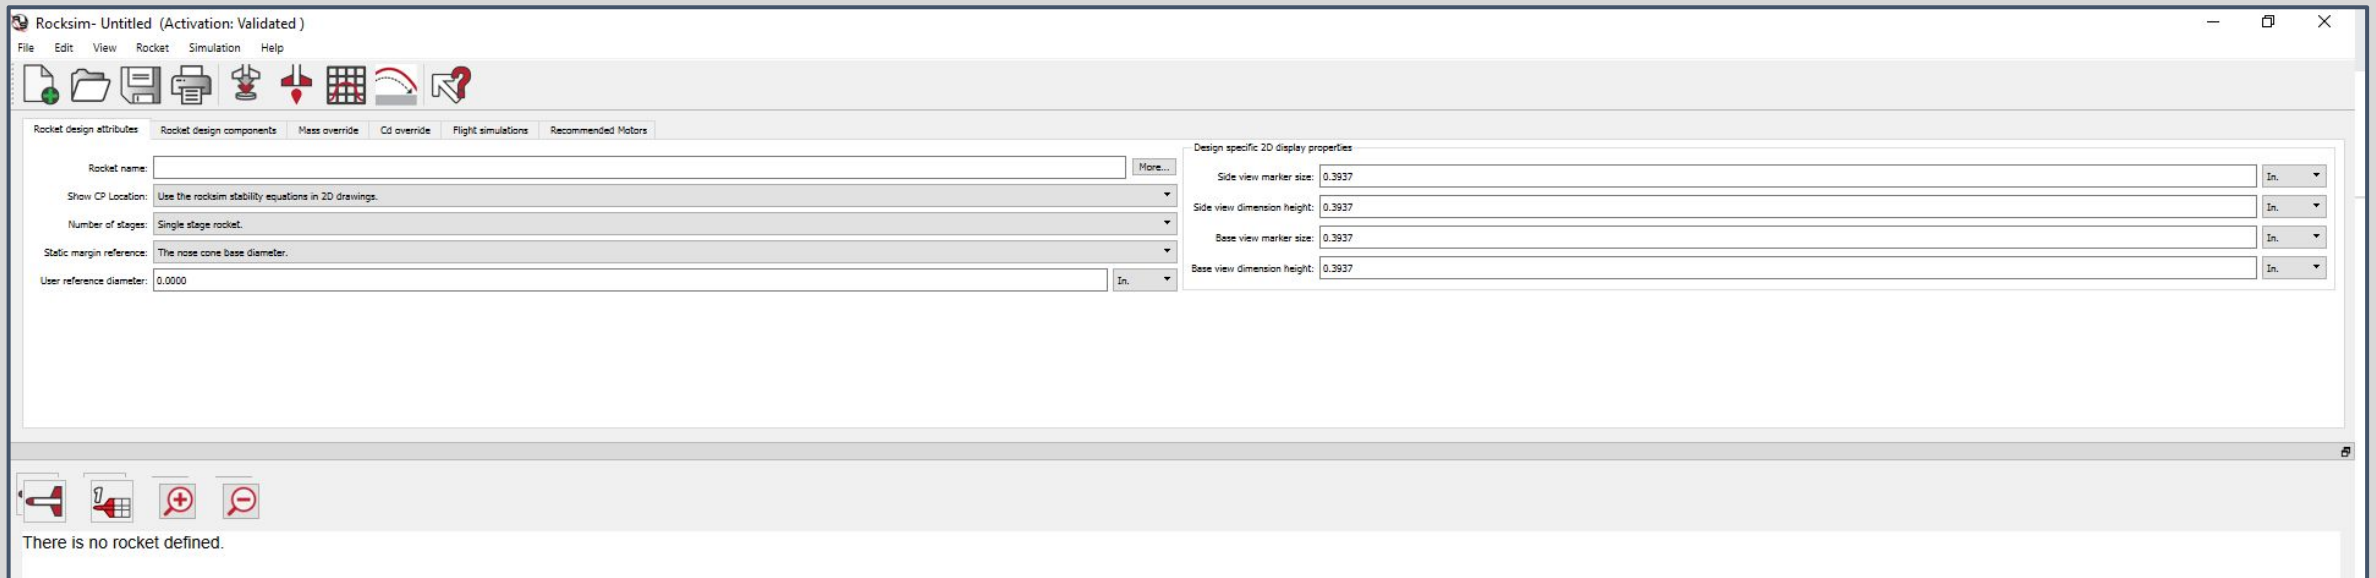 Rocksim- Untitled (Activation: Validated )
File Edit View Rocket Simulation Help
Rocket design attributes Rocket design components Mass override Cd override Flight simulations Recommended Motors
Rocket name: More...
Show CP Location: Use the rocksim stability equations in 2D drawings.
Number of stages: Single stage rocket.
Static margin reference: The nose cone base diameter.
User reference diameter: 0.0000 In.
Design specific 2D display properties
Side view marker size: 0.3937 In.
Side view dimension height: 0.3937 In.
Base view marker size: 0.3937 In.
Base view dimension height: 0.3937 In.
1
There is no rocket defined.